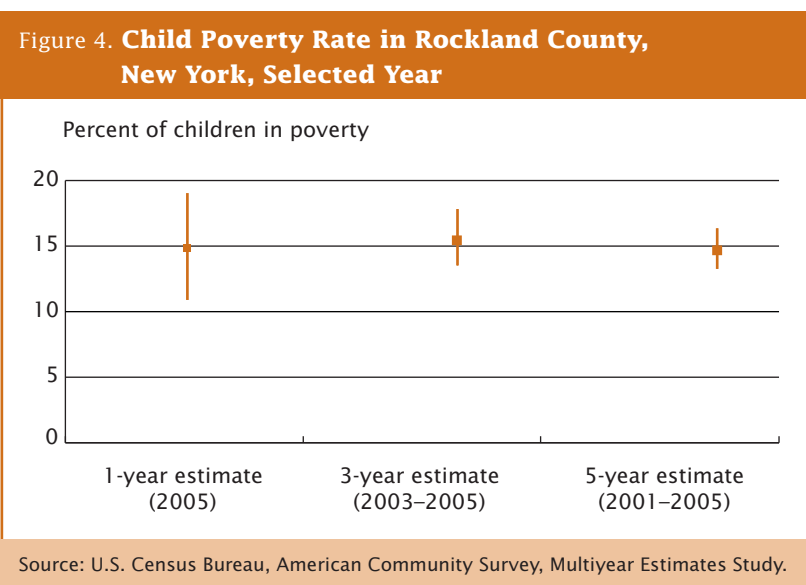 Figure 4. Child Poverty Rate in Rockland County,
New York, Selected Year
Percent of children in poverty
20
15
10
5
0
1-year estimate
(2005)
3-year estimate
(2003–2005)
5-year estimate
(2001–2005)
Source: U.S. Census Bureau, American Community Survey, Multiyear Estimates Study.